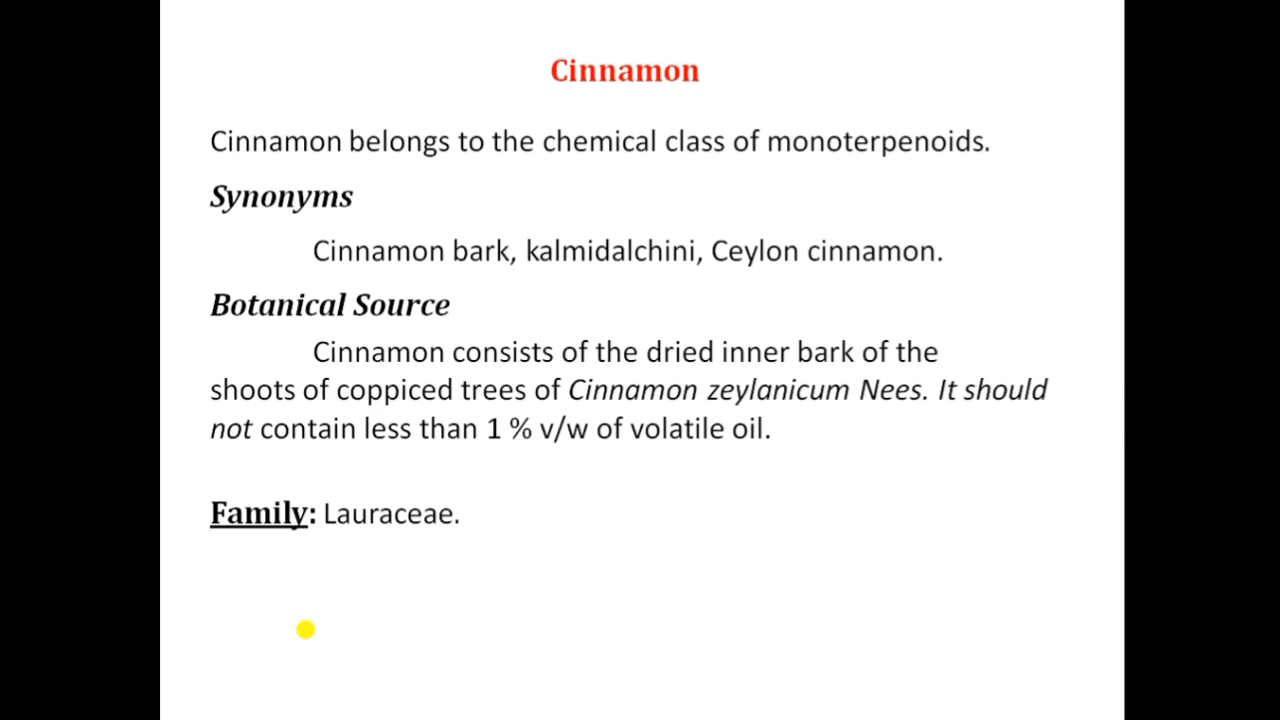 Cinnamon
Cinnamon belongs to the chemical class of monoterpenoids.
Synonyms
Cinnamon bark, kalmidalchini, Ceylon cinnamon.
Botanical Source
Cinnamon consists of the dried inner bark of the
shoots of coppiced trees of Cinnamon zeylanicum Nees. It should
not contain less than 1 % v/w of volatile oil.
Family: Lauraceae.